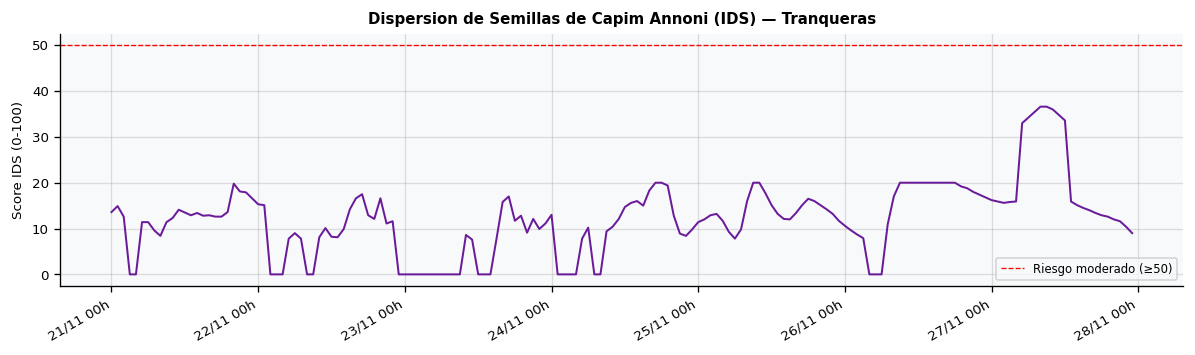 Dispersion de Semillas de Capim Annoni (IDS) — Tranqueras
Score IDS (0-100)
50
40
30
20
10
0
Riesgo moderado (≥50)
21/11 00h
22/11 00h
23/11 00h
24/11 00h
25/11 00h
26/11 00h
27/11 00h
28/11 00h